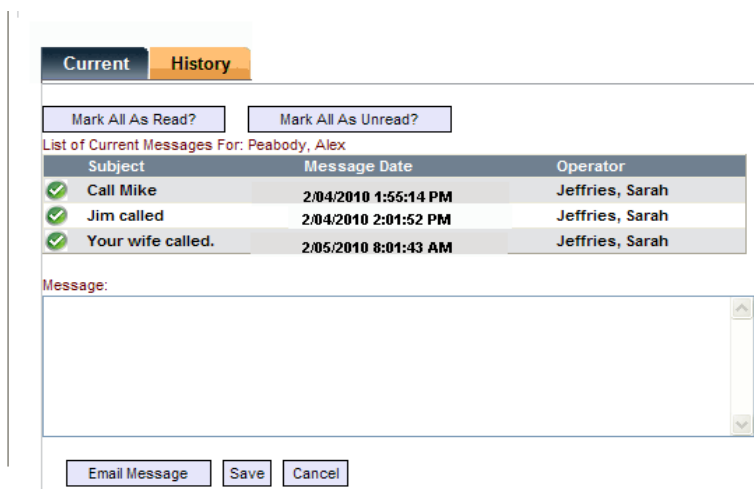 Current History
Mark All As Read? Mark All As Unread?
List of Current Messages For: Peabody, Alex
Subject Message Date Operator
Call Mike 2/04/2010 1:55:14 PM Jeffries, Sarah
Jim called 2/04/2010 2:01:52 PM Jeffries, Sarah
Your wife called. 2/05/2010 8:01:43 AM Jeffries, Sarah
Message:
Email Message Save Cancel